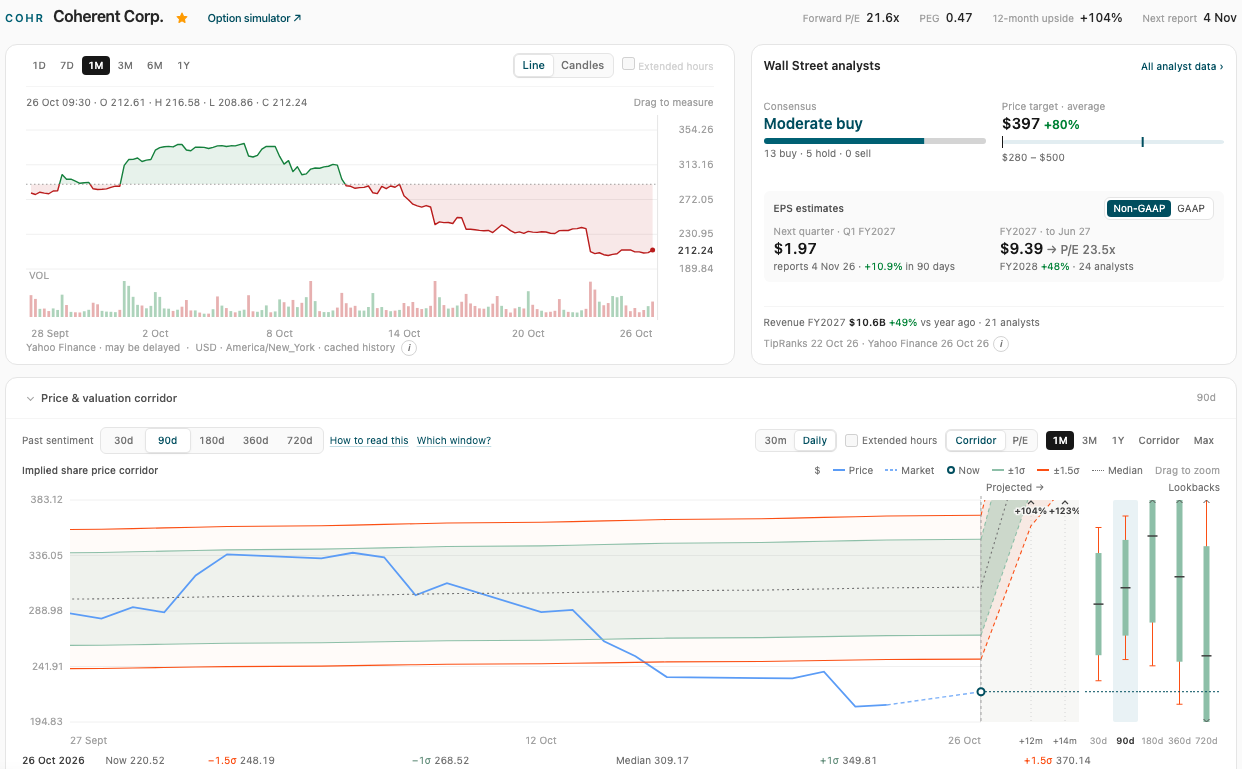 COHR Coherent Corp. ★ Option simulator ↗ Forward P/E 21.6x PEG 0.47 12-month upside +104% Next report 4 Nov
1D 7D 1M 3M 6M 1Y Line Candles Extended hours
26 Oct 09:30 · O 212.61 · H 216.58 · L 208.86 · C 212.24 Drag to measure
354.26
313.16
272.05
230.95
212.24
189.84
VOL
28 Sept 2 Oct 8 Oct 14 Oct 20 Oct 26 Oct
Yahoo Finance · may be delayed · USD · America/New_York · cached history i
Wall Street analysts All analyst data ›
Consensus Price target · average
Moderate buy $397 +80%
13 buy · 5 hold · 0 sell $280 – $500
EPS estimates Non-GAAP GAAP
Next quarter · Q1 FY2027 FY2027 · to Jun 27
$1.97 $9.39 → P/E 23.5x
reports 4 Nov 26 · +10.9% in 90 days FY2028 +48% · 24 analysts
Revenue FY2027 $10.6B +49% vs year ago · 21 analysts
TipRanks 22 Oct 26 · Yahoo Finance 26 Oct 26 i
Price & valuation corridor 90d
Past sentiment 30d 90d 180d 360d 720d How to read this Which window? 30m Daily Extended hours Corridor P/E 1M 3M 1Y Corridor Max
Implied share price corridor $ Price Market Now ±1σ ±1.5σ Median Drag to zoom
Projected → Lookbacks
383.12
+104% +123%
336.05
288.98
241.91
194.83
27 Sept 12 Oct 26 Oct +12m +14m 30d 90d 180d 360d 720d
26 Oct 2026 Now 220.52 −1.5σ 248.19 −1σ 268.52 Median 309.17 +1σ 349.81 +1.5σ 370.14